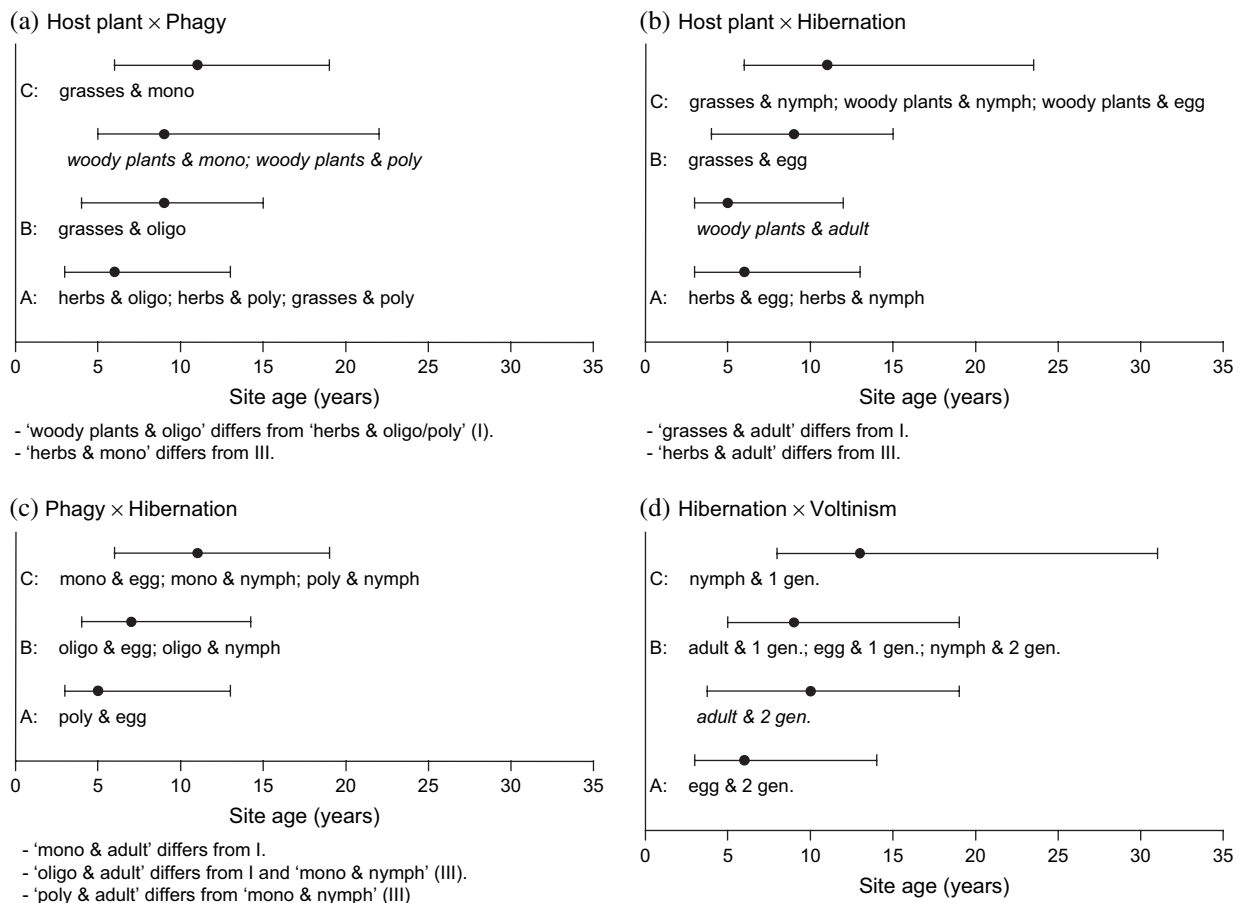 (a) Host plant × Phagy
C: grasses & mono
woody plants & mono; woody plants & poly
B: grasses & oligo
A: herbs & oligo; herbs & poly; grasses & poly
0 5 10 15 20 25 30 35
Site age (years)
- ‘woody plants & oligo’ differs from ‘herbs & oligo/poly’ (I).
- ‘herbs & mono’ differs from III.
(b) Host plant × Hibernation
C: grasses & nymph; woody plants & nymph; woody plants & egg
B: grasses & egg
woody plants & adult
A: herbs & egg; herbs & nymph
0 5 10 15 20 25 30 35
Site age (years)
- ‘grasses & adult’ differs from I.
- ‘herbs & adult’ differs from III.
(c) Phagy × Hibernation
C: mono & egg; mono & nymph; poly & nymph
B: oligo & egg; oligo & nymph
A: poly & egg
0 5 10 15 20 25 30 35
Site age (years)
- ‘mono & adult’ differs from I.
- ‘oligo & adult’ differs from I and ‘mono & nymph’ (III).
- ‘poly & adult’ differs from ‘mono & nymph’ (III)
(d) Hibernation × Voltinism
C: nymph & 1 gen.
B: adult & 1 gen.; egg & 1 gen.; nymph & 2 gen.
adult & 2 gen.
A: egg & 2 gen.
0 5 10 15 20 25 30 35
Site age (years)